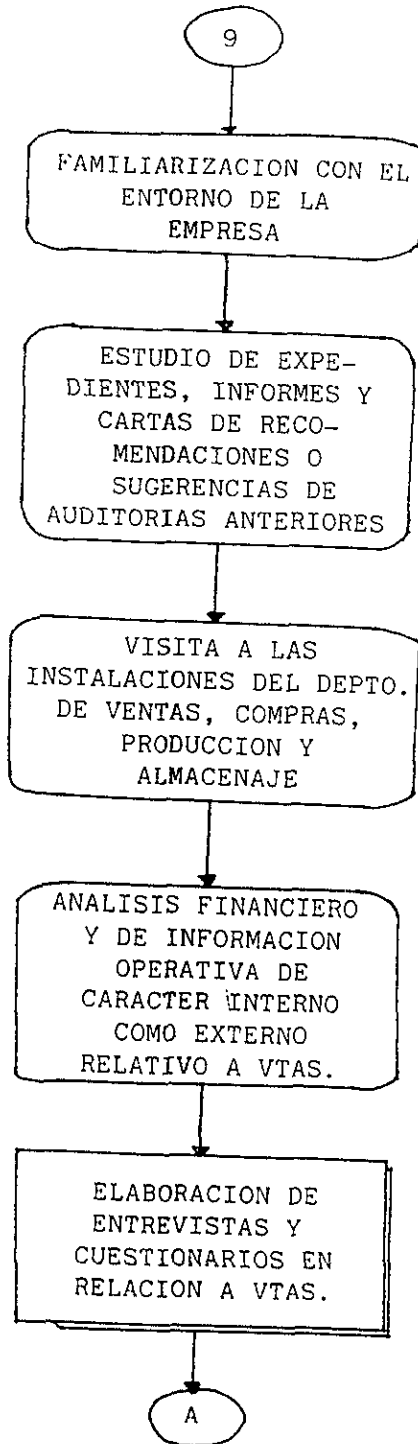 9
FAMILIARIZACION CON EL
ENTORNO DE LA
EMPRESA
ESTUDIO DE EXPE-
DIENTES, INFORMES Y
CARTAS DE RECO-
MENDACIONES O
SUGERENCIAS DE
AUDITORIAS ANTERIORES
VISITA A LAS
INSTALACIONES DEL DEPTO.
DE VENTAS, COMPRAS,
PRODUCCION Y
ALMACENAJE
ANALISIS FINANCIERO
Y DE INFORMACION
OPERATIVA DE
CARACTER INTERNO
COMO EXTERNO
RELATIVO A VTAS.
ELABORACION DE
ENTREVISTAS Y
CUESTIONARIOS EN
RELACION A VTAS.
A